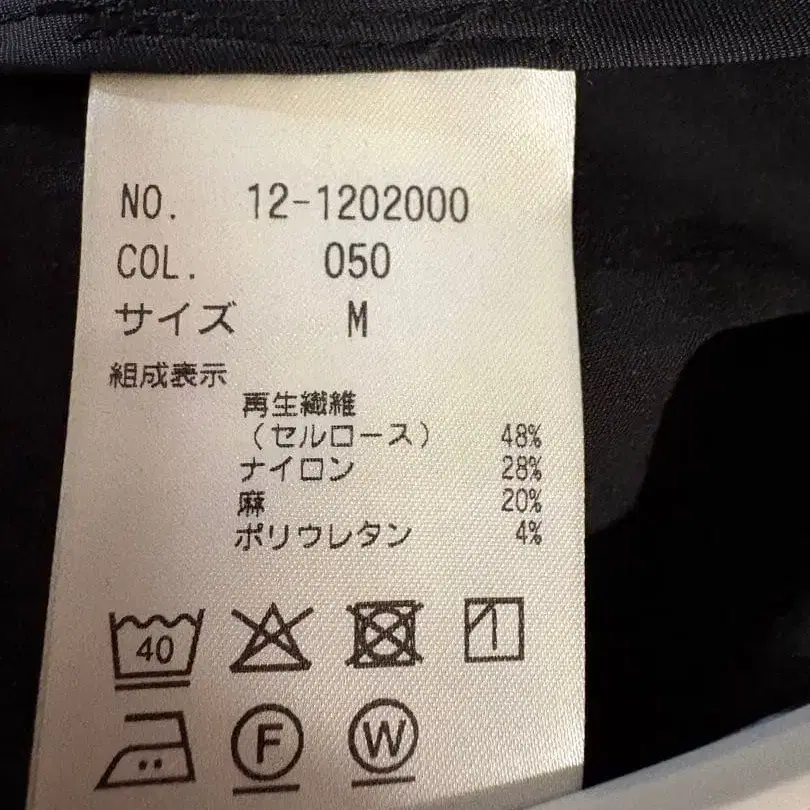 NO. 12-1202000
COL. 050
サイズ M
組成表示
再生繊維
（セルロース） 48%
ナイロン 28%
麻 20%
ポリウレタン 4%
40
F W